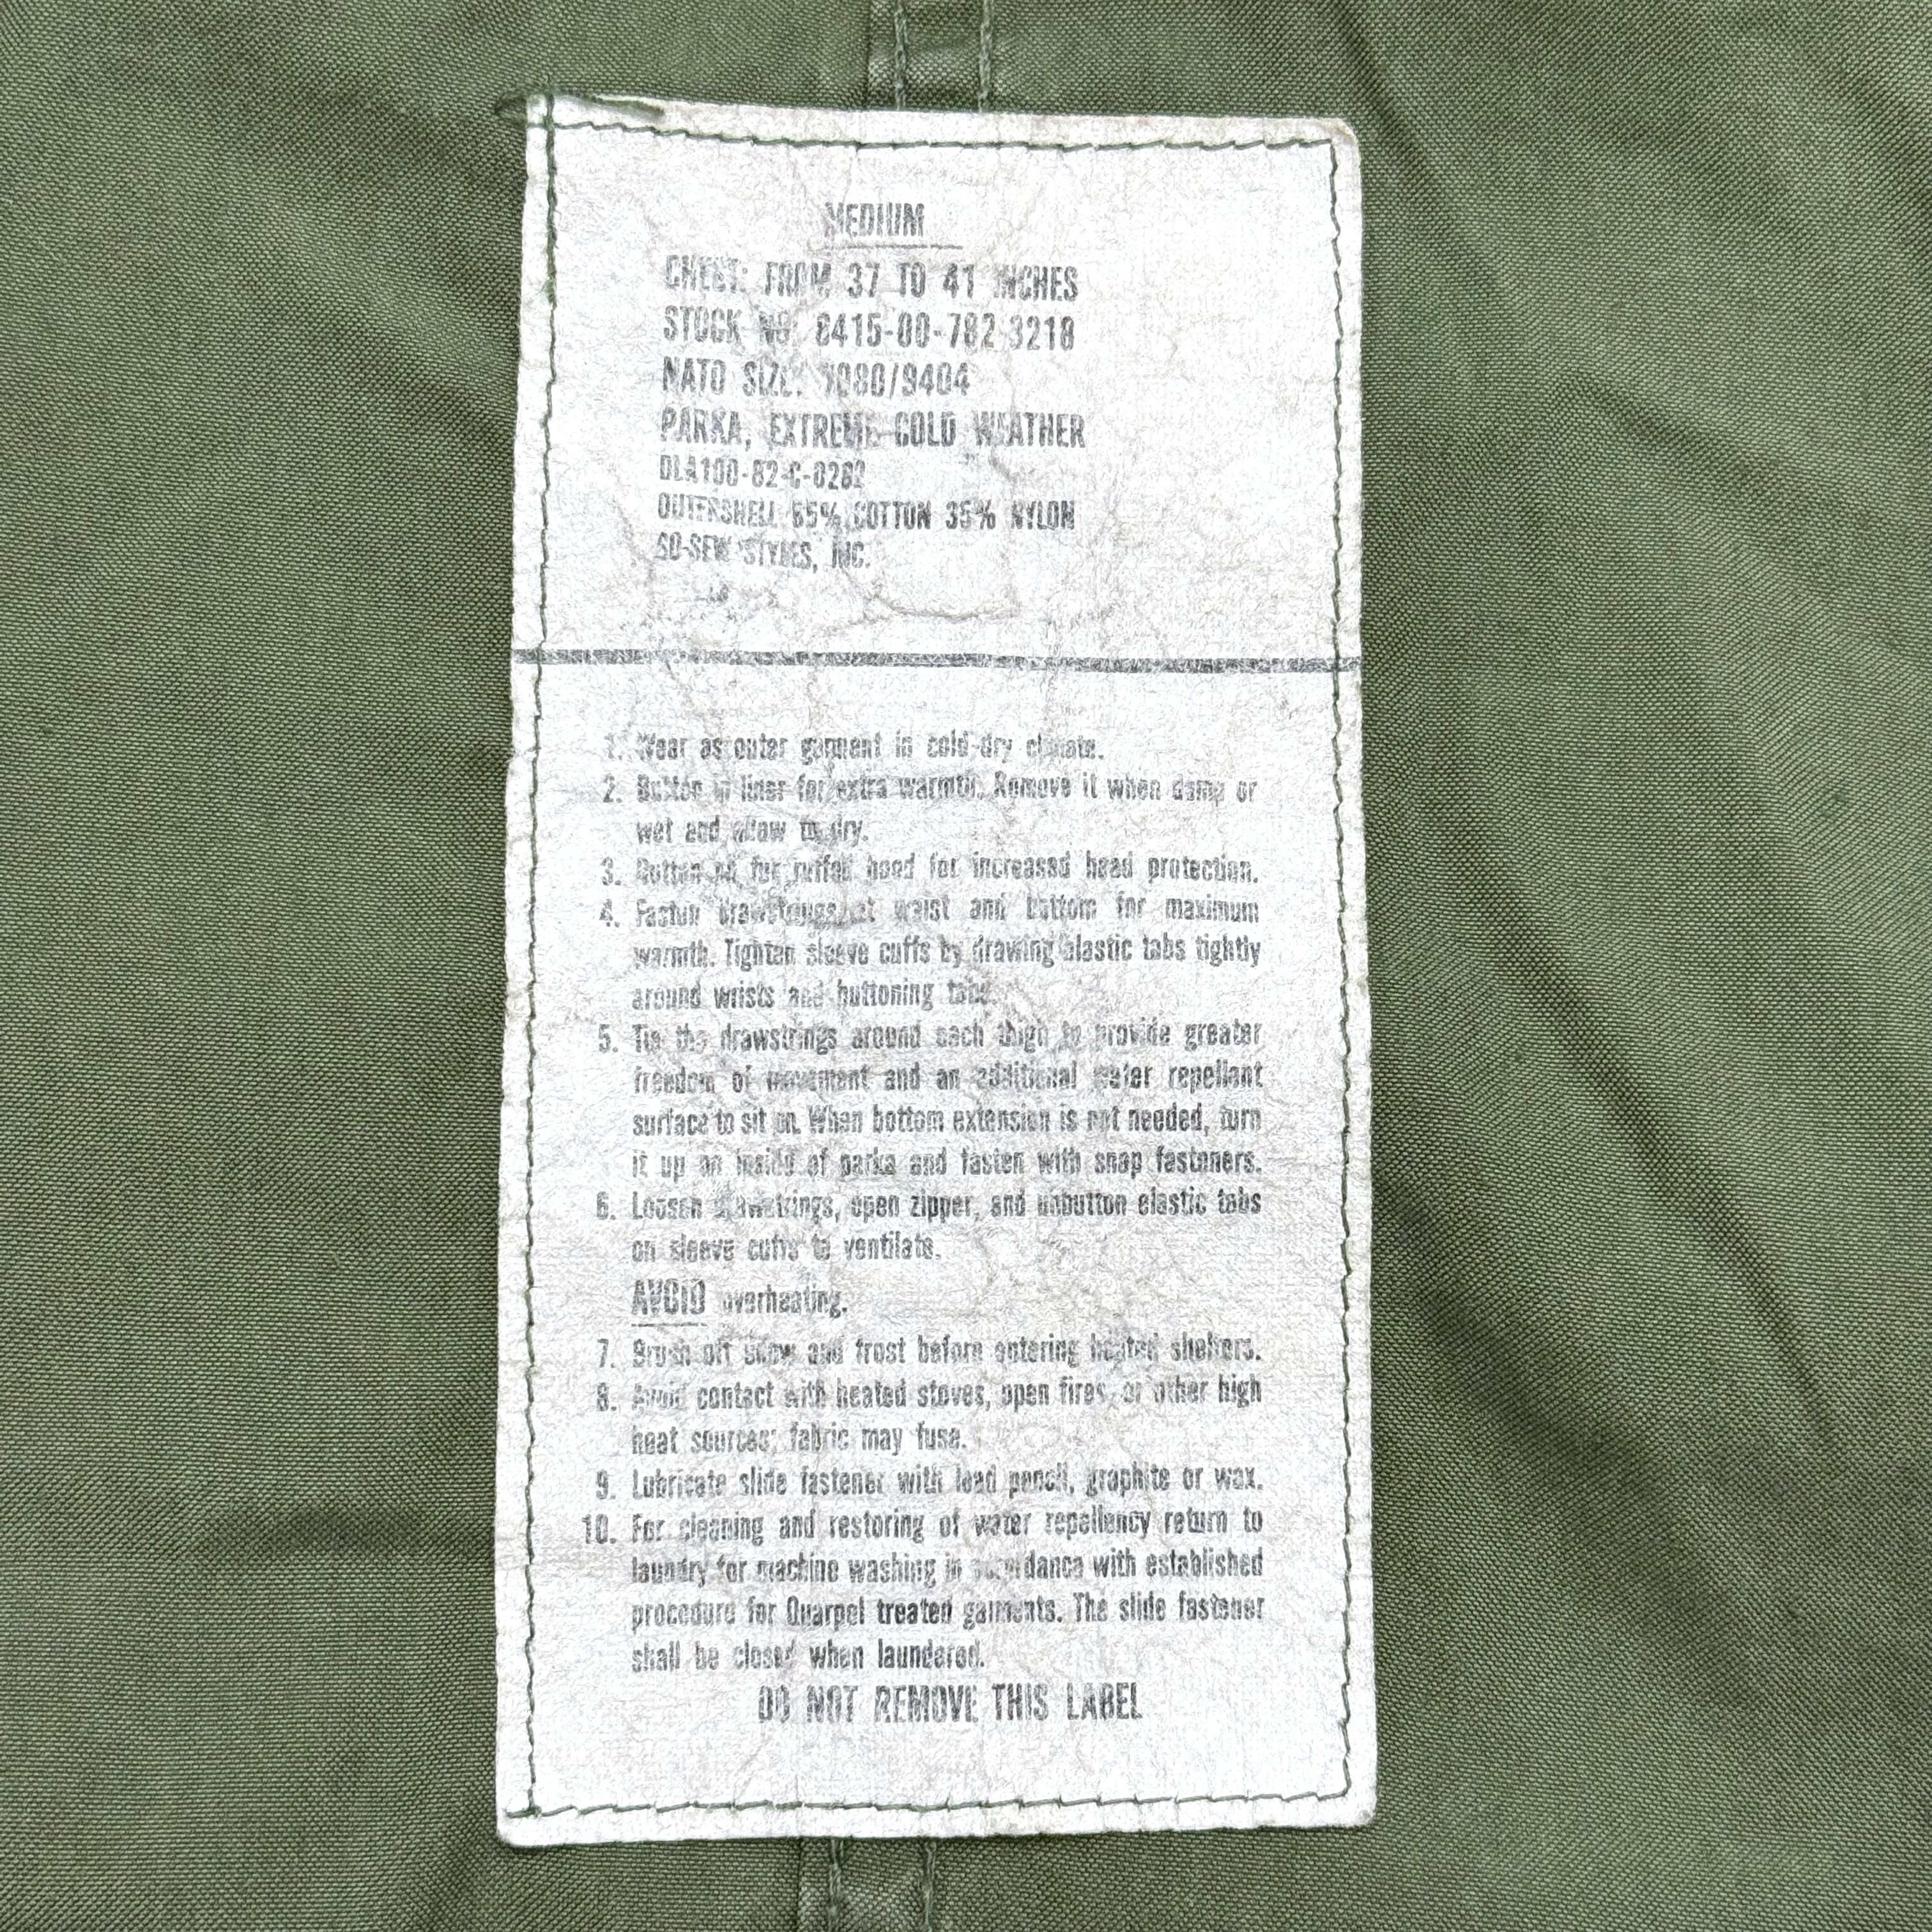 MEDIUM
CHEST: FROM 37 TO 41 INCHES
STOCK NO: 8415-00-782-3218
NATO SIZE: 7080/9404
PARKA, EXTREME COLD WEATHER
DLA100-82-C-0282
OUTERSHELL 65% COTTON 35% NYLON
SO-SEW STYLES, INC.
1. Wear as outer garment in cold-dry climate.
2. Button in liner for extra warmth. Remove it when damp or
wet and allow to dry.
3. Button on fur ruffed hood for increased head protection.
4. Fasten drawstrings at waist and bottom for maximum
warmth. Tighten sleeve cuffs by drawing elastic tabs tightly
around wrists and buttoning tabs.
5. Tie the drawstrings around each thigh to provide greater
freedom of movement and an additional water repellant
surface to sit on. When bottom extension is not needed, turn
it up on inside of parka and fasten with snap fasteners.
6. Loosen drawstrings, open zipper, and unbutton elastic tabs
on sleeve cuffs to ventilate.
AVOID overheating.
7. Brush off snow and frost before entering heated shelters.
8. Avoid contact with heated stoves, open fires, or other high
heat sources; fabric may fuse.
9. Lubricate slide fastener with lead pencil, graphite or wax.
10. For cleaning and restoring of water repellency return to
laundry for machine washing in accordance with established
procedure for Quarpel treated garments. The slide fastener
shall be closed when laundered.
DO NOT REMOVE THIS LABEL